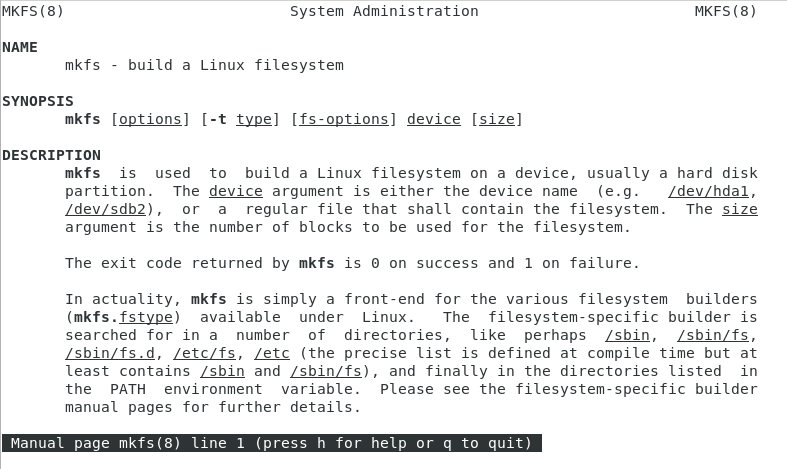 MKFS(8) System Administration MKFS(8)
NAME
mkfs - build a Linux filesystem
SYNOPSIS
mkfs [options] [-t type] [fs-options] device [size]
DESCRIPTION
mkfs is used to build a Linux filesystem on a device, usually a hard disk
partition. The device argument is either the device name (e.g. /dev/hda1,
/dev/sdb2), or a regular file that shall contain the filesystem. The size
argument is the number of blocks to be used for the filesystem.
The exit code returned by mkfs is 0 on success and 1 on failure.
In actuality, mkfs is simply a front-end for the various filesystem builders
(mkfs.fstype) available under Linux. The filesystem-specific builder is
searched for in a number of directories, like perhaps /sbin, /sbin/fs,
/sbin/fs.d, /etc/fs, /etc (the precise list is defined at compile time but at
least contains /sbin and /sbin/fs), and finally in the directories listed in
the PATH environment variable. Please see the filesystem-specific builder
manual pages for further details.
Manual page mkfs(8) line 1 (press h for help or q to quit)